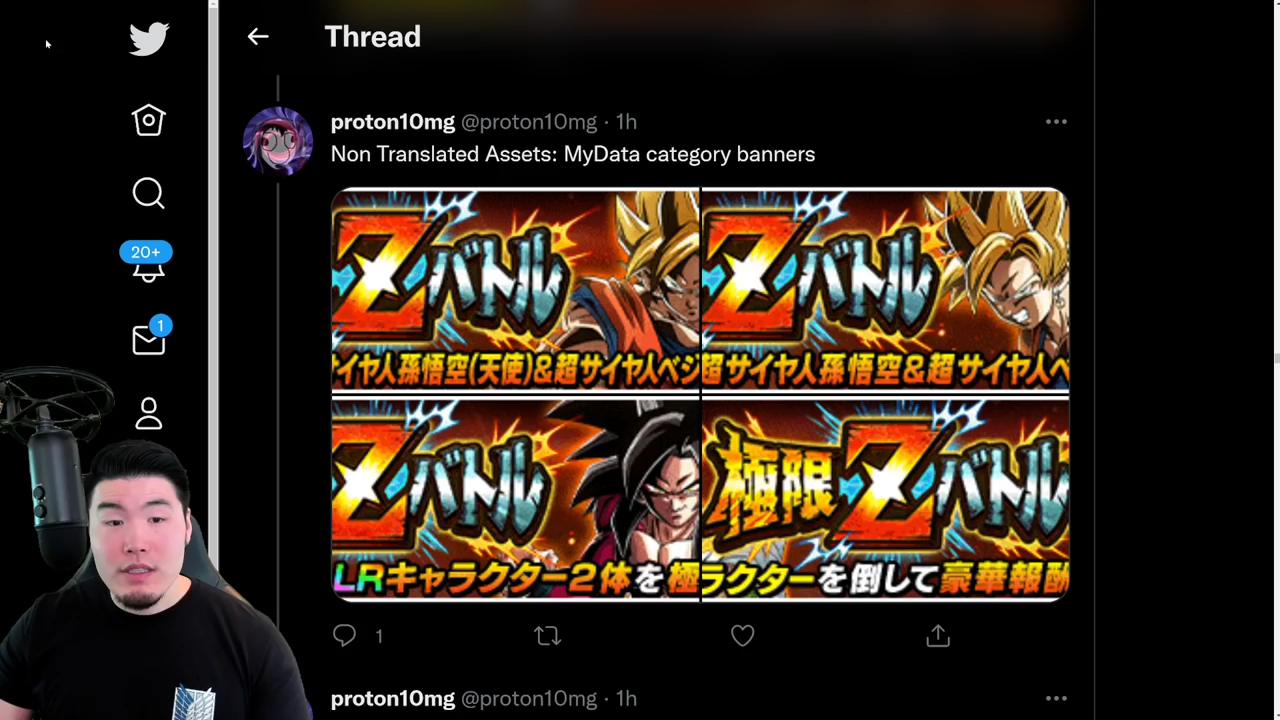 Thread
proton10mg @proton10mg · 1h
Non Translated Assets: MyData category banners
Zバトル
イヤ人孫悟空(天使)&超サイヤ人ベジ
Zバトル
超サイヤ人孫悟空&超サイヤ人ベ
Zバトル
LRキャラクター2体を極
極限Zバトル
ラクターを倒して豪華報酬
20+
1
1
proton10mg @proton10mg · 1h